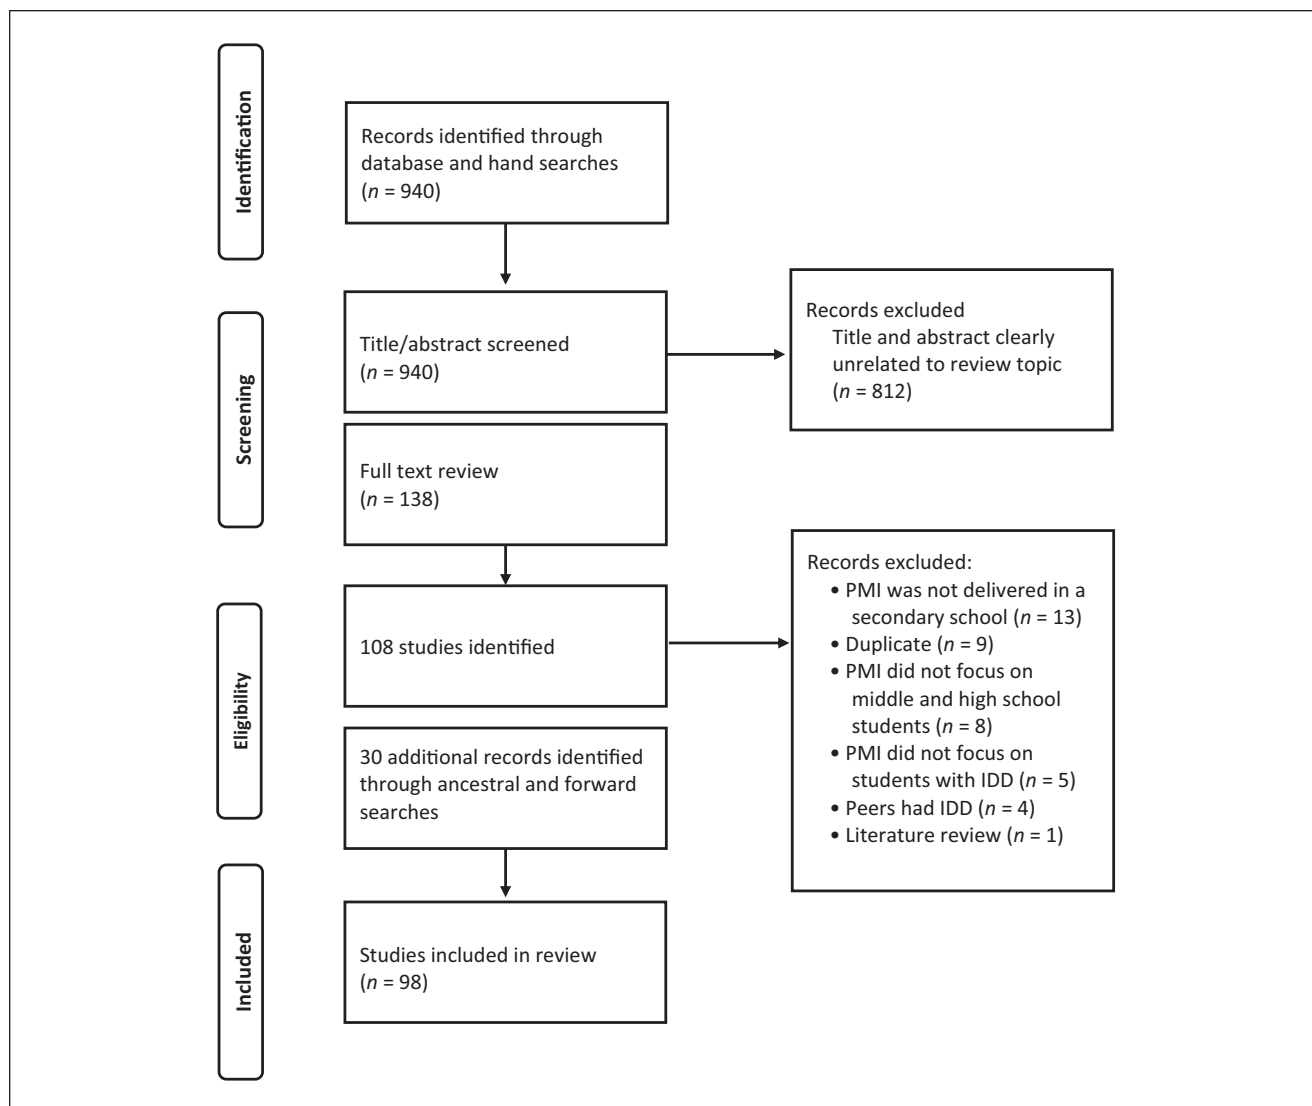 Identification
Records identified through
database and hand searches
(n = 940)
Screening
Title/abstract screened
(n = 940)
Records excluded
Title and abstract clearly
unrelated to review topic
(n = 812)
Full text review
(n = 138)
Eligibility
108 studies identified
Records excluded:
• PMI was not delivered in a
secondary school (n = 13)
• Duplicate (n = 9)
• PMI did not focus on
middle and high school
students (n = 8)
• PMI did not focus on
students with IDD (n = 5)
• Peers had IDD (n = 4)
• Literature review (n = 1)
30 additional records identified
through ancestral and forward
searches
Included
Studies included in review
(n = 98)